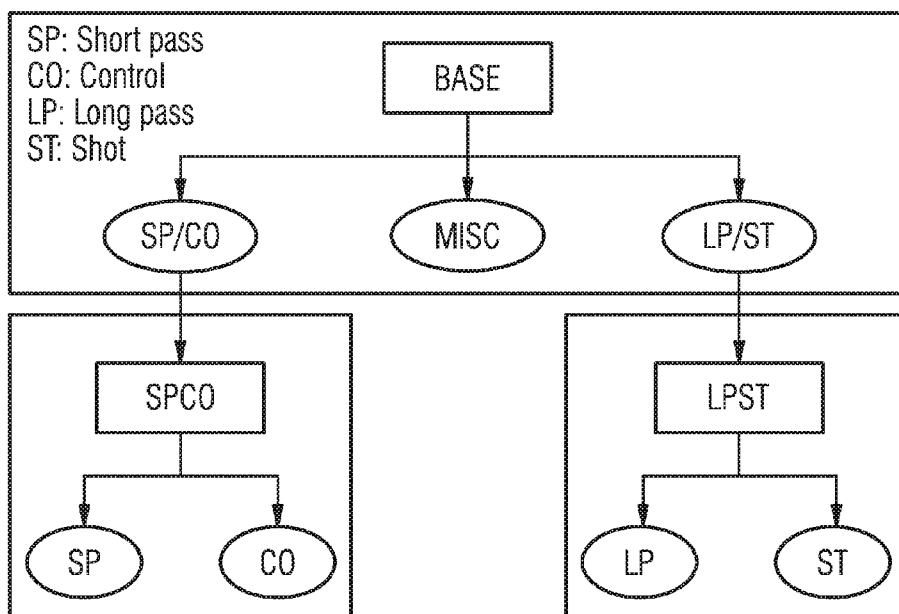 SP: Short pass
CO: Control
LP: Long pass
ST: Shot
BASE
SP/CO
MISC
LP/ST
SPCO
LPST
SP
CO
LP
ST